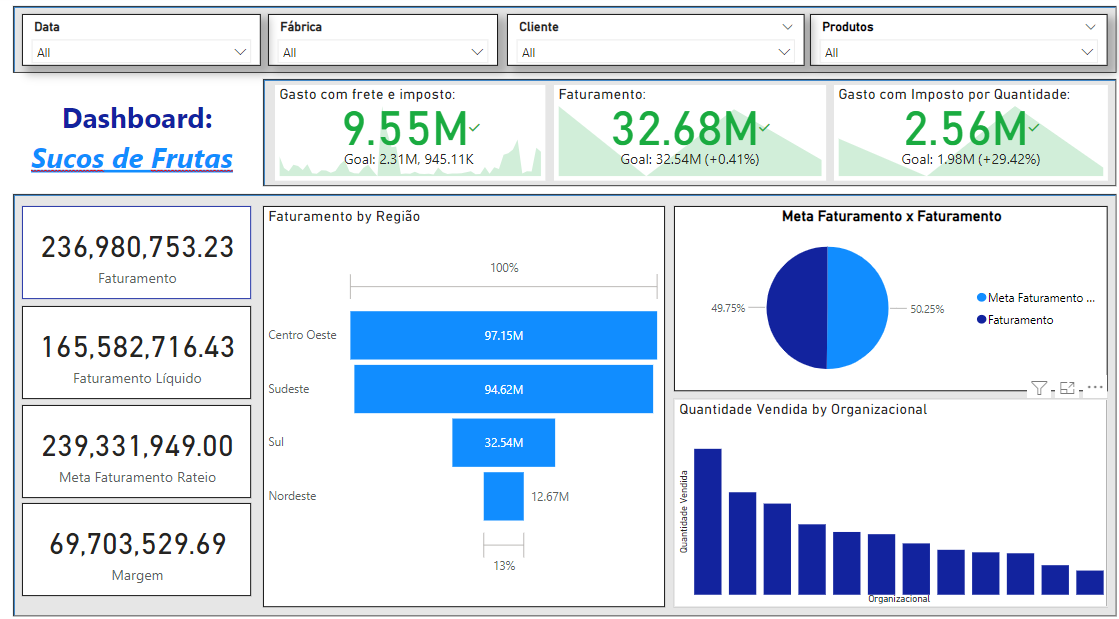 Data
All
Fábrica
All
Cliente
All
Produtos
All
Dashboard:
Sucos de Frutas
Gasto com frete e imposto:
9.55M
Goal: 2.31M, 945.11K
Faturamento:
32.68M
Goal: 32.54M (+0.41%)
Gasto com Imposto por Quantidade:
2.56M
Goal: 1.98M (+29.42%)
236,980,753.23
Faturamento
165,582,716.43
Faturamento Líquido
239,331,949.00
Meta Faturamento Rateio
69,703,529.69
Margem
Faturamento by Região
100%
Centro Oeste
97.15M
Sudeste
94.62M
Sul
32.54M
Nordeste
12.67M
13%
Meta Faturamento x Faturamento
49.75%
50.25%
Meta Faturamento ...
Faturamento
Quantidade Vendida by Organizacional
Quantidade Vendida
Organizacional